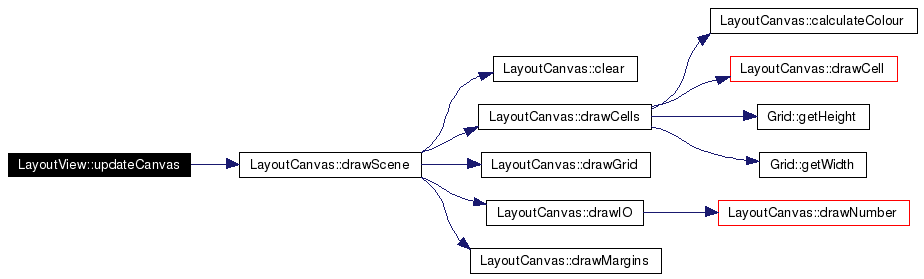 LayoutCanvas::calculateColour
LayoutCanvas::clear
LayoutCanvas::drawCell
LayoutCanvas::drawCells
Grid::getHeight
LayoutView::updateCanvas
LayoutCanvas::drawScene
LayoutCanvas::drawGrid
Grid::getWidth
LayoutCanvas::drawIO
LayoutCanvas::drawNumber
LayoutCanvas::drawMargins